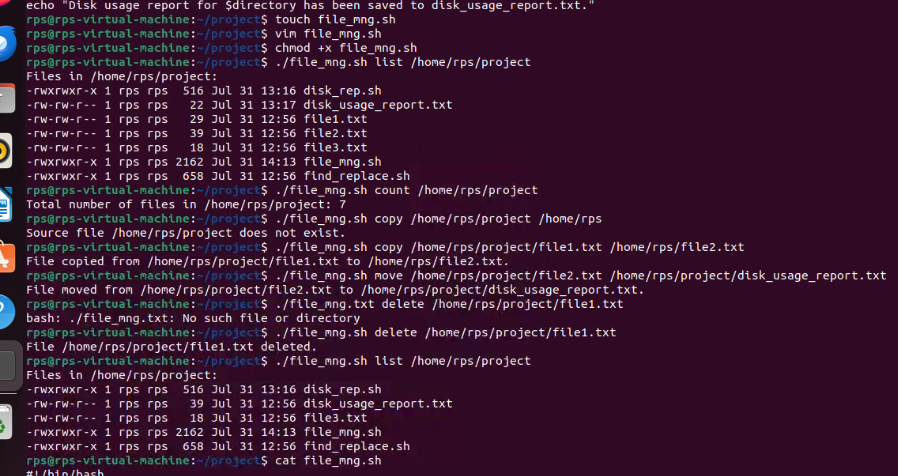 echo "Disk usage report for $directory has been saved to disk_usage_report.txt."
rps@rps-virtual-machine:~/project$ touch file_mng.sh
rps@rps-virtual-machine:~/project$ vim file_mng.sh
rps@rps-virtual-machine:~/project$ chmod +x file_mng.sh
rps@rps-virtual-machine:~/project$ ./file_mng.sh list /home/rps/project
Files in /home/rps/project:
-rwxrwxr-x 1 rps rps  516 Jul 31 13:16 disk_rep.sh
-rw-rw-r-- 1 rps rps   22 Jul 31 13:17 disk_usage_report.txt
-rw-rw-r-- 1 rps rps   29 Jul 31 12:56 file1.txt
-rw-rw-r-- 1 rps rps   39 Jul 31 12:56 file2.txt
-rw-rw-r-- 1 rps rps   18 Jul 31 12:56 file3.txt
-rwxrwxr-x 1 rps rps 2162 Jul 31 14:13 file_mng.sh
-rwxrwxr-x 1 rps rps  658 Jul 31 12:56 find_replace.sh
rps@rps-virtual-machine:~/project$ ./file_mng.sh count /home/rps/project
Total number of files in /home/rps/project: 7
rps@rps-virtual-machine:~/project$ ./file_mng.sh copy /home/rps/project /home/rps
Source file /home/rps/project does not exist.
rps@rps-virtual-machine:~/project$ ./file_mng.sh copy /home/rps/project/file1.txt /home/rps/file2.txt
File copied from /home/rps/project/file1.txt to /home/rps/file2.txt.
rps@rps-virtual-machine:~/project$ ./file_mng.sh move /home/rps/project/file2.txt /home/rps/project/disk_usage_report.txt
File moved from /home/rps/project/file2.txt to /home/rps/project/disk_usage_report.txt.
rps@rps-virtual-machine:~/project$ ./file_mng.txt delete /home/rps/project/file1.txt
bash: ./file_mng.txt: No such file or directory
rps@rps-virtual-machine:~/project$ ./file_mng.sh delete /home/rps/project/file1.txt
File /home/rps/project/file1.txt deleted.
rps@rps-virtual-machine:~/project$ ./file_mng.sh list /home/rps/project
Files in /home/rps/project:
-rwxrwxr-x 1 rps rps  516 Jul 31 13:16 disk_rep.sh
-rw-rw-r-- 1 rps rps   39 Jul 31 12:56 disk_usage_report.txt
-rw-rw-r-- 1 rps rps   18 Jul 31 12:56 file3.txt
-rwxrwxr-x 1 rps rps 2162 Jul 31 14:13 file_mng.sh
-rwxrwxr-x 1 rps rps  658 Jul 31 12:56 find_replace.sh
rps@rps-virtual-machine:~/project$ cat file_mng.sh
#!/bin/bash